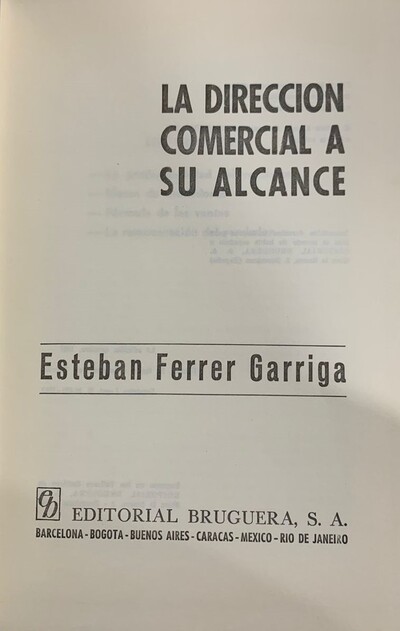 LA DIRECCION
COMERCIAL A
SU ALCANCE
Esteban Ferrer Garriga
eb EDITORIAL BRUGUERA, S. A.
BARCELONA - BOGOTA - BUENOS AIRES - CARACAS - MEXICO - RIO DE JANEIRO